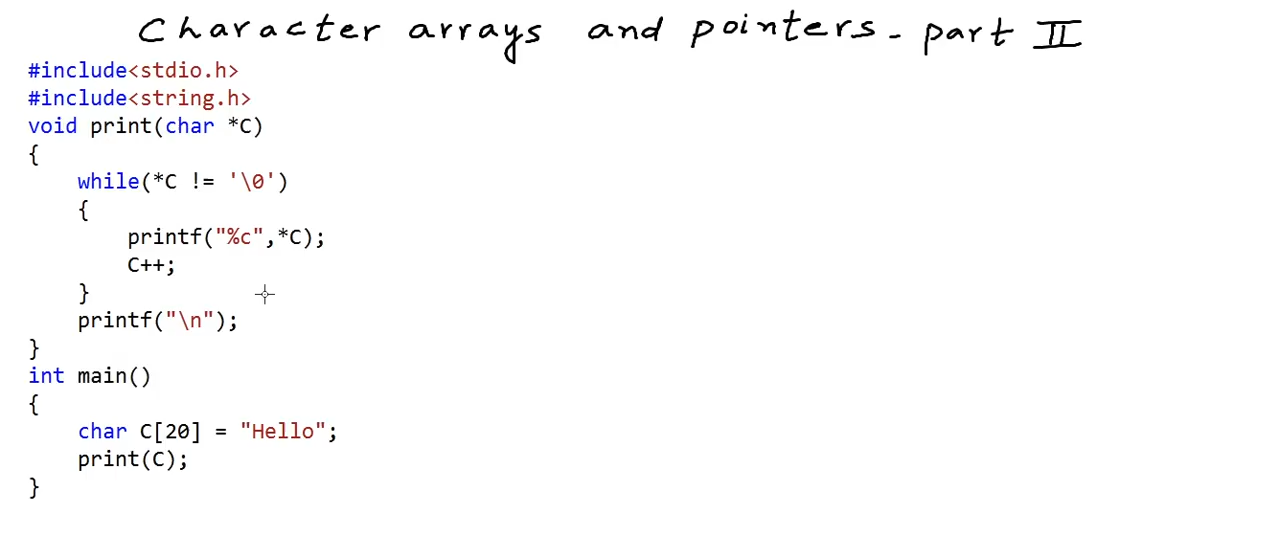 Character arrays and pointers - part II
#include<stdio.h>
#include<string.h>
void print(char *C)
{
    while(*C != '\0')
    {
        printf("%c",*C);
        C++;
    }
    printf("\n");
}
int main()
{
    char C[20] = "Hello";
    print(C);
}